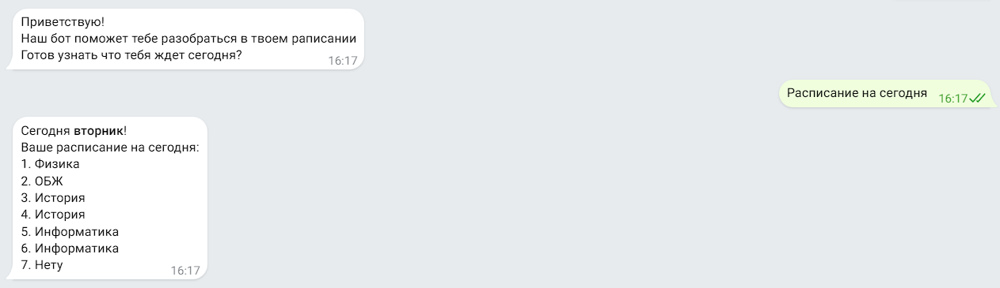 Приветствую!
Наш бот поможет тебе разобраться в твоемраписании
Готов узнать что тебя ждет сегодня?
16:17
Расписание на сегодня
16:17
Сегодня вторник!
Ваше расписание на сегодня:
1. Физика
2. ОБЖ
3. История
4. История
5. Информатика
6. Информатика
7. Нету
16:17